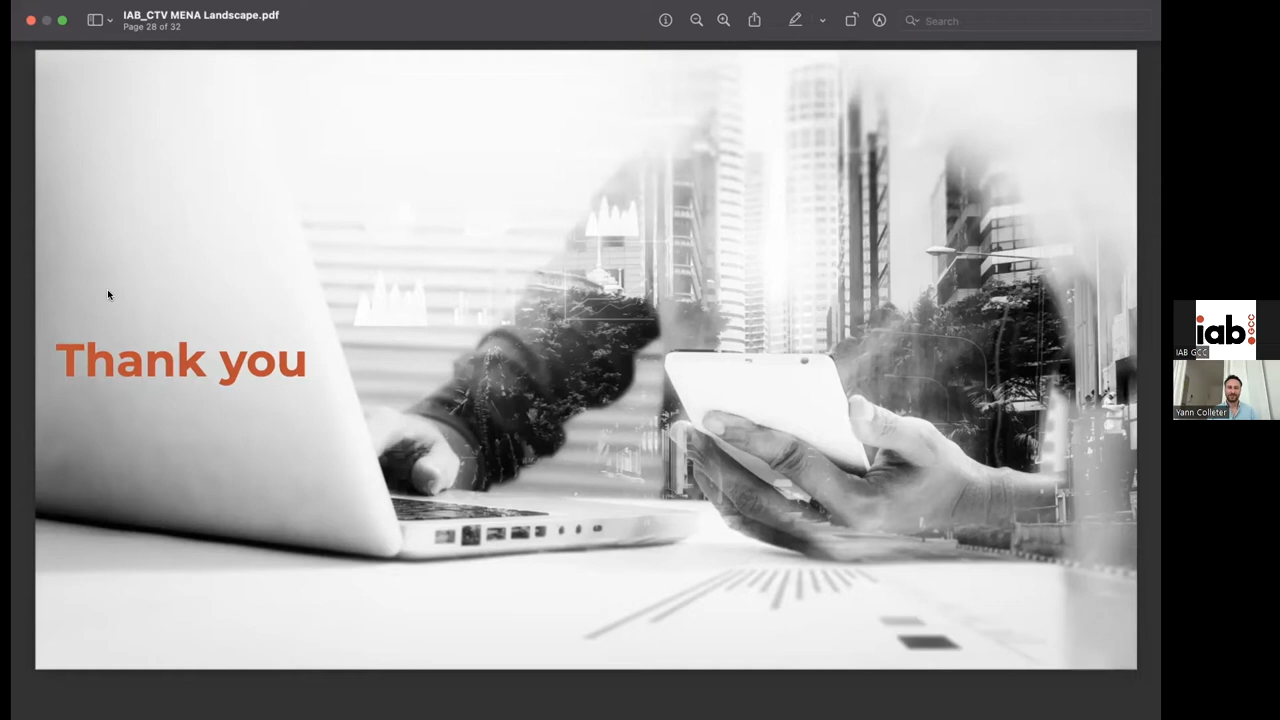 IAB_CTV MENA Landscape.pdf
Page 28 of 32
Search
Thank you
iab.
GCC
IAB GCC
Yann Colleter